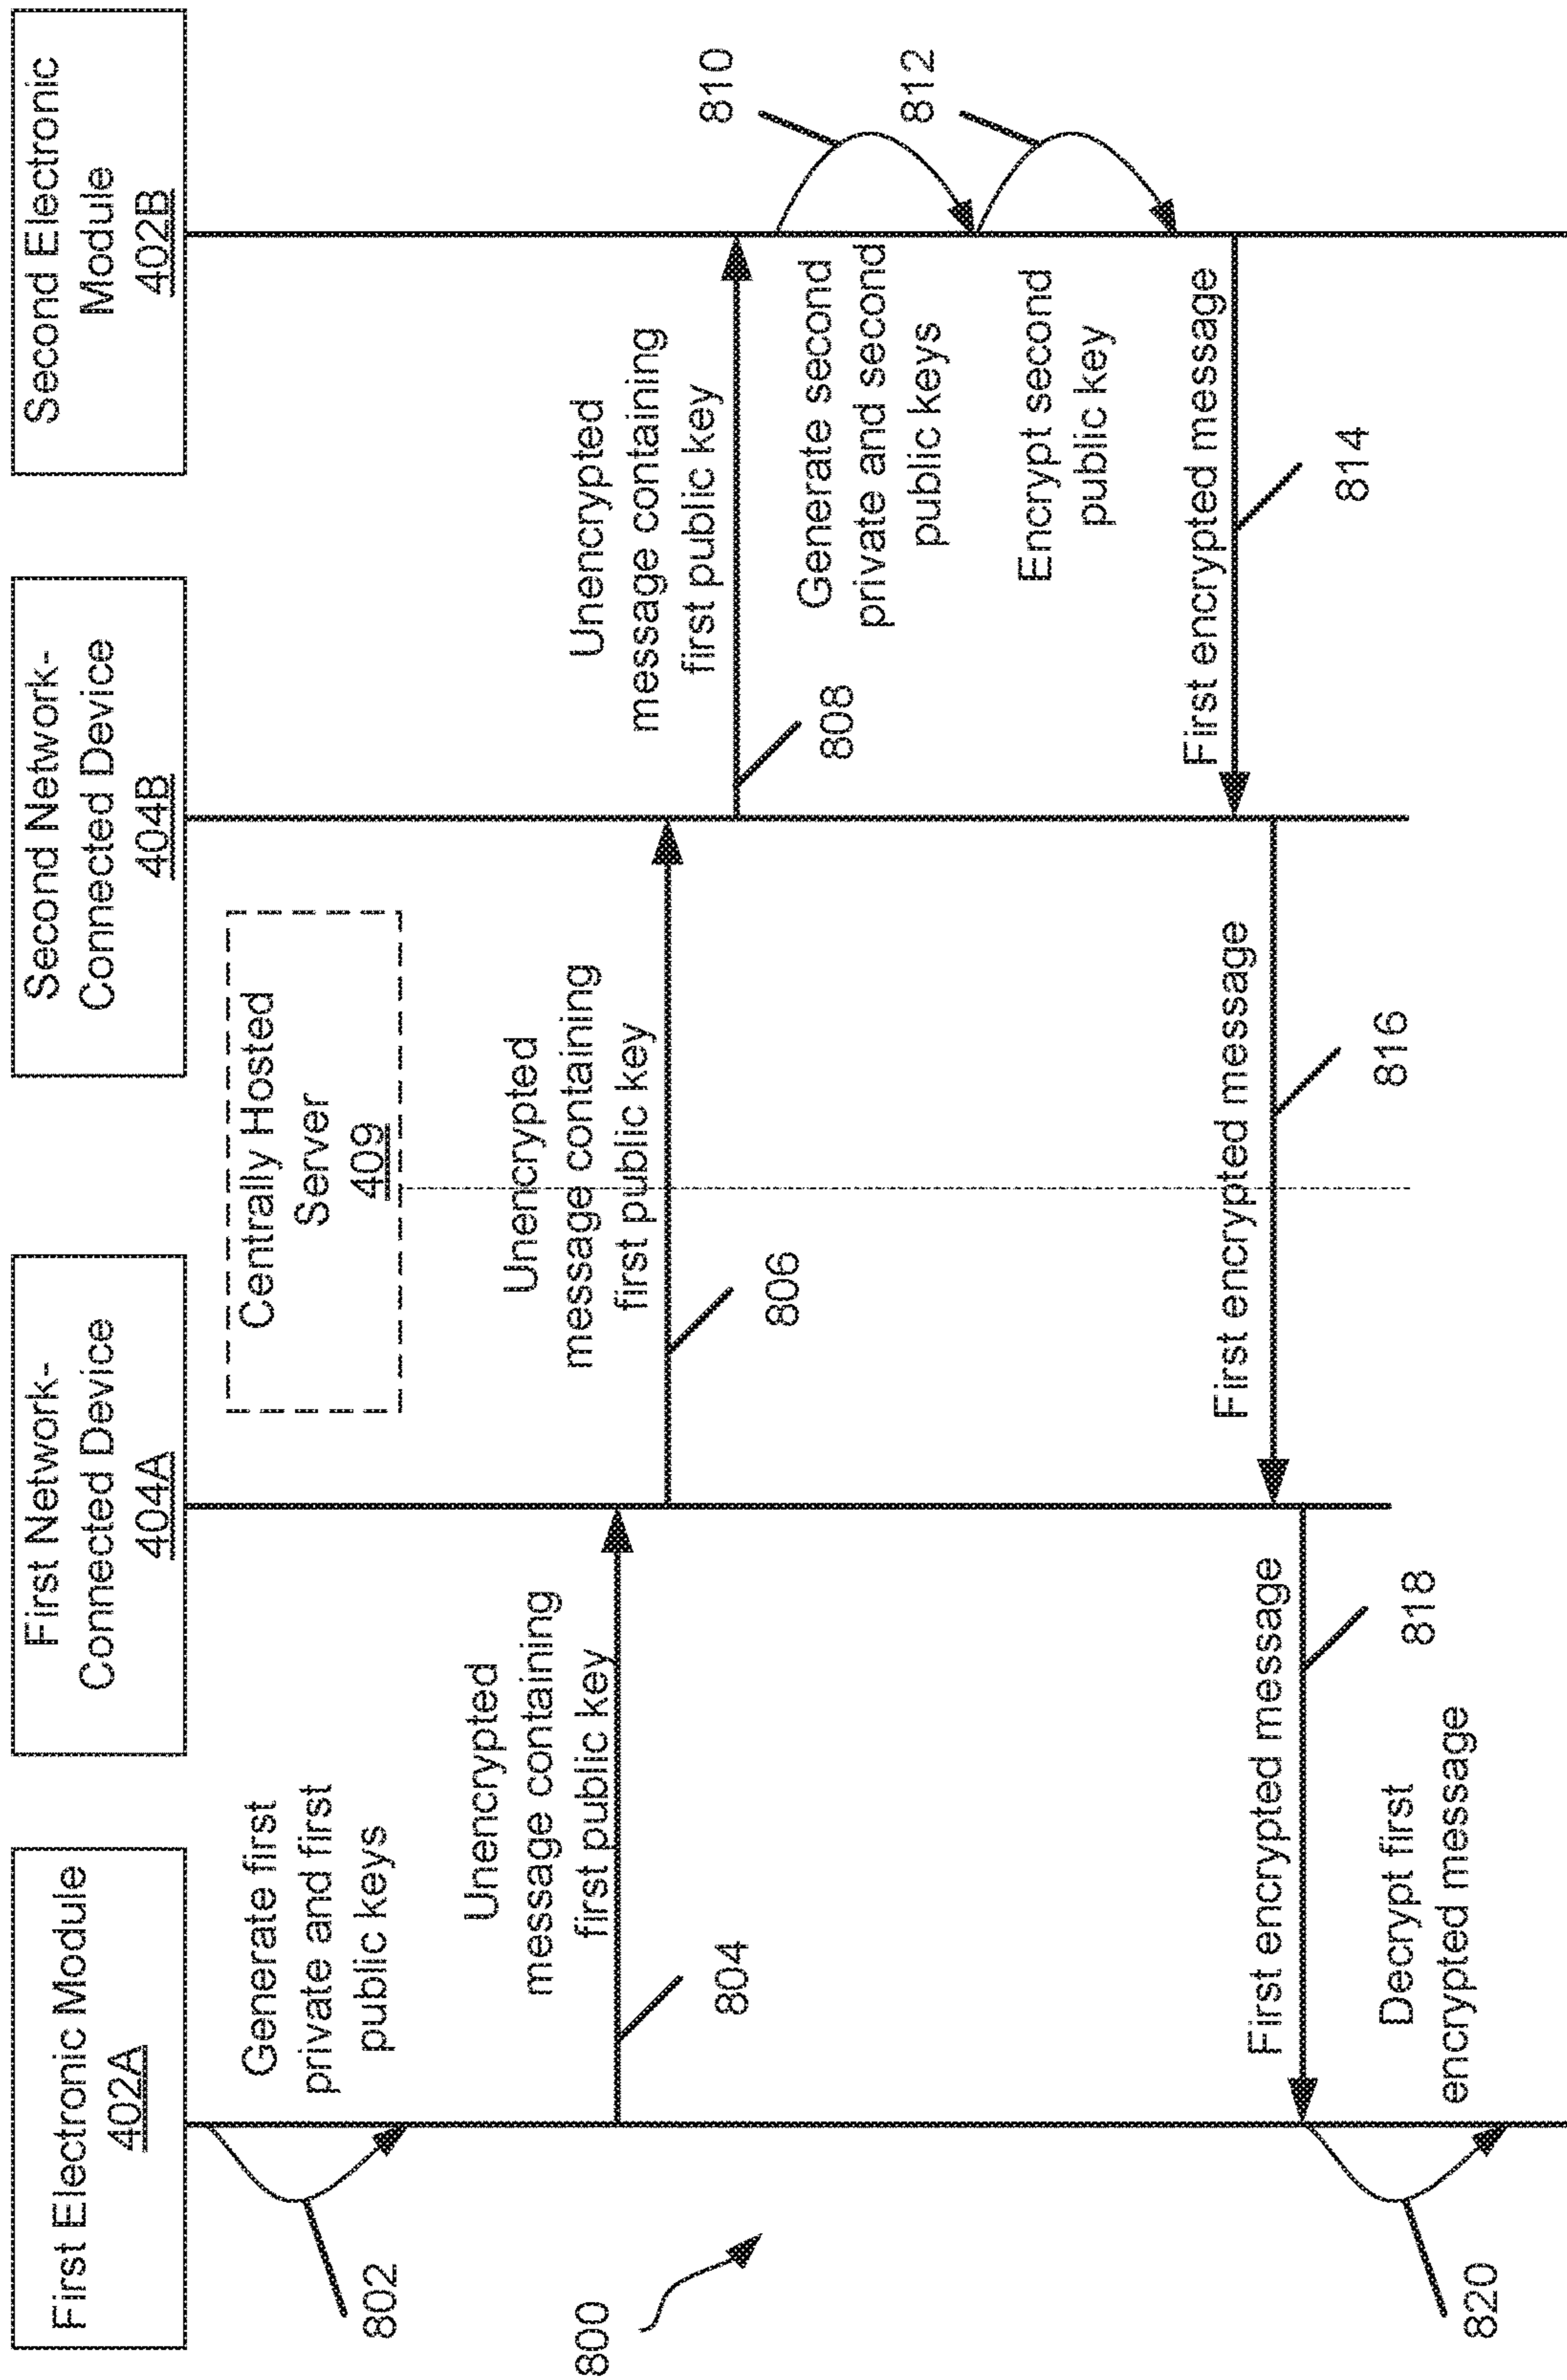 First Electronic Module
402A
First Network-
Connected Device
404A
Second Network-
Connected Device
404B
Second Electronic
Module
402B
Centrally Hosted
Server
409
802
Generate first
private and first
public keys
800
Unencrypted
message containing
first public key
804
Unencrypted
message containing
first public key
806
Unencrypted
message containing
first public key
808
810
Generate second
private and second
public keys
812
Encrypt second
public key
First encrypted message
814
First encrypted message
816
First encrypted message
818
Decrypt first
encrypted message
820